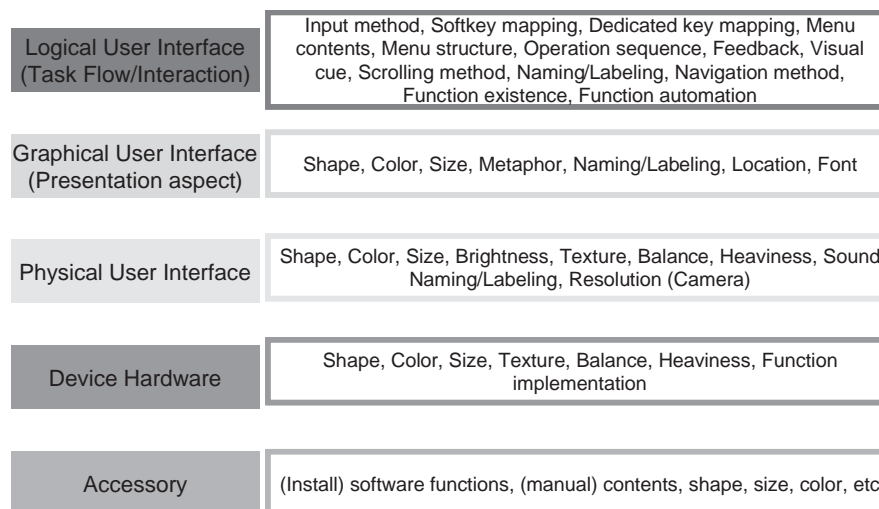 Logical User Interface
(Task Flow/Interaction)
Input method, Softkey mapping, Dedicated key mapping, Menu
contents, Menu structure, Operation sequence, Feedback, Visual
cue, Scrolling method, Naming/Labeling, Navigation method,
Function existence, Function automation
Graphical User Interface
(Presentation aspect)
Shape, Color, Size, Metaphor, Naming/Labeling, Location, Font
Physical User Interface
Shape, Color, Size, Brightness, Texture, Balance, Heaviness, Sound
Naming/Labeling, Resolution (Camera)
Device Hardware
Shape, Color, Size, Texture, Balance, Heaviness, Function
implementation
Accessory
(Install) software functions, (manual) contents, shape, size, color, etc